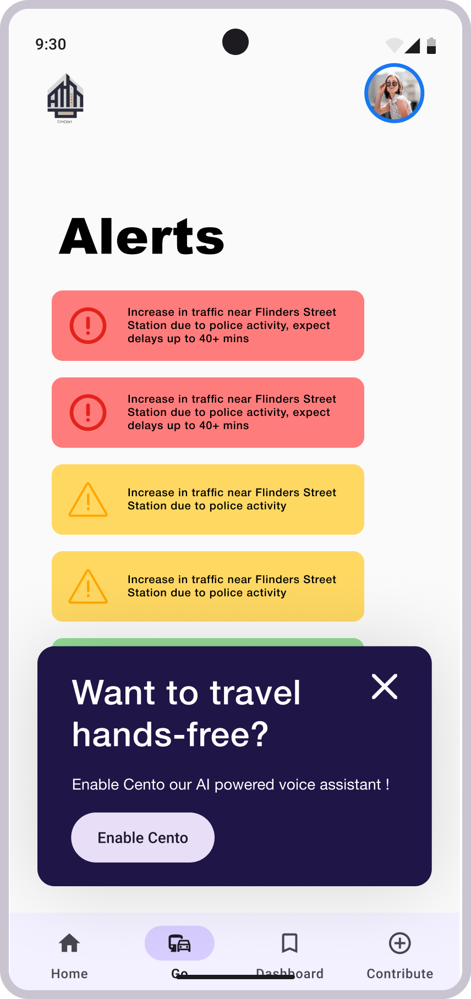 9:30
CITYCENT
Alerts
Increase in traffic near Flinders Street
Station due to police activity, expect
delays up to 40+ mins
Increase in traffic near Flinders Street
Station due to police activity, expect
delays up to 40+ mins
Increase in traffic near Flinders Street
Station due to police activity
Increase in traffic near Flinders Street
Station due to police activity
Want to travel
hands-free?
Enable Cento our AI powered voice assistant !
Enable Cento
Home
Go
Dashboard
Contribute